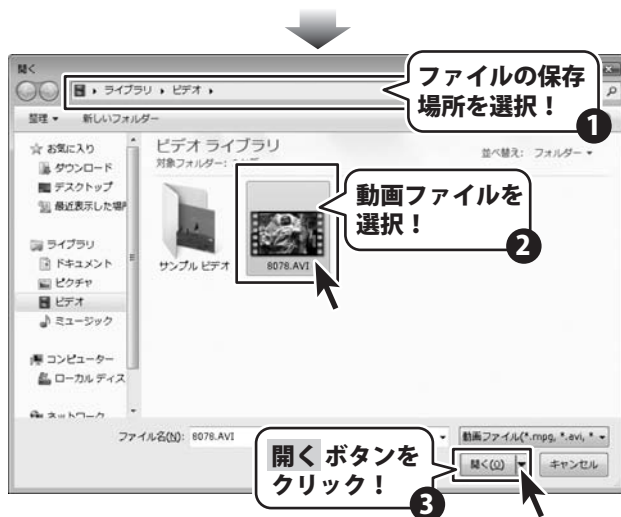 開く
ライブラリ ▸ ビデオ ▸
ファイルの保存
場所を選択！
1
整理 ▼ 新しいフォルダー
お気に入り
ダウンロード
デスクトップ
最近表示した場所
ライブラリ
ドキュメント
ピクチャ
ビデオ
ミュージック
コンピューター
ローカル ディス
ネットワーク
ビデオ ライブラリ
対象フォルダー:
並べ替え: フォルダー ▼
サンプル ビデオ
8078.AVI
動画ファイルを
選択！
2
ファイル名(N): 8078.AVI
動画ファイル(*.mpg, *.avi, *
開く ボタンを
クリック！
3
開く(O)
キャンセル